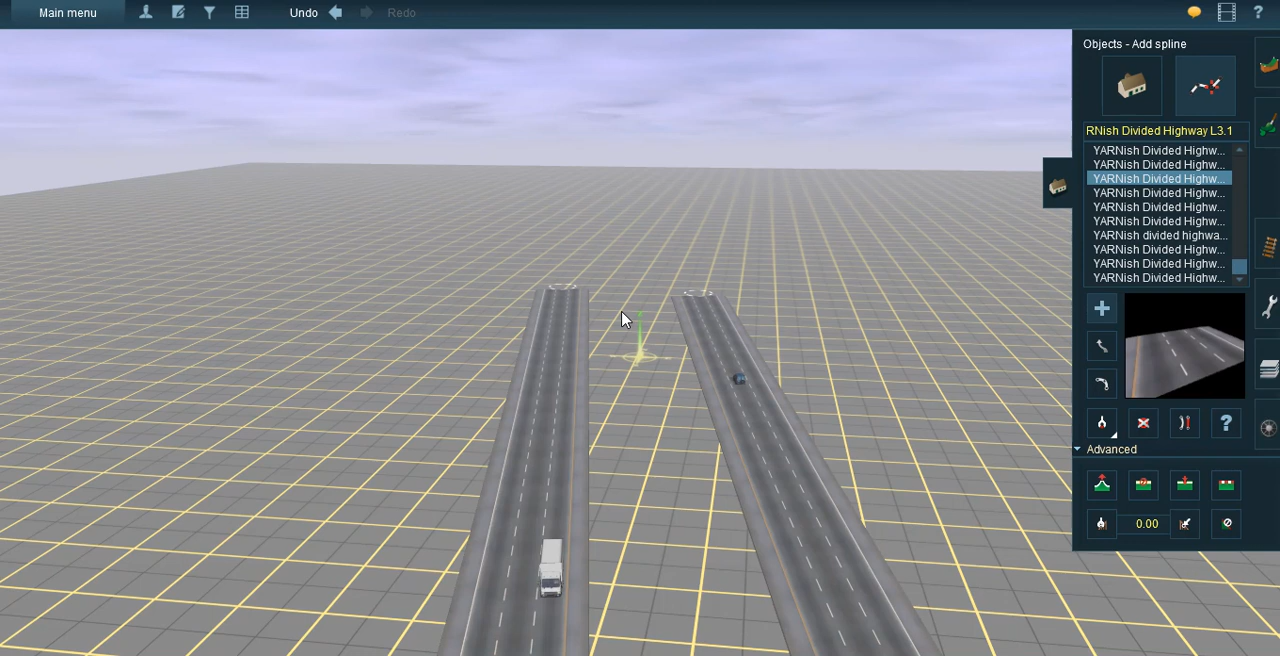 Main menu
Undo
Redo
?
Objects - Add spline
RNish Divided Highway L3.1
YARNish Divided Highw...
YARNish Divided Highw...
YARNish Divided Highw...
YARNish Divided Highw...
YARNish Divided Highw...
YARNish Divided Highw...
YARNish divided highwa...
YARNish Divided Highw...
YARNish Divided Highw...
YARNish Divided Highw...
?
Advanced
0.00